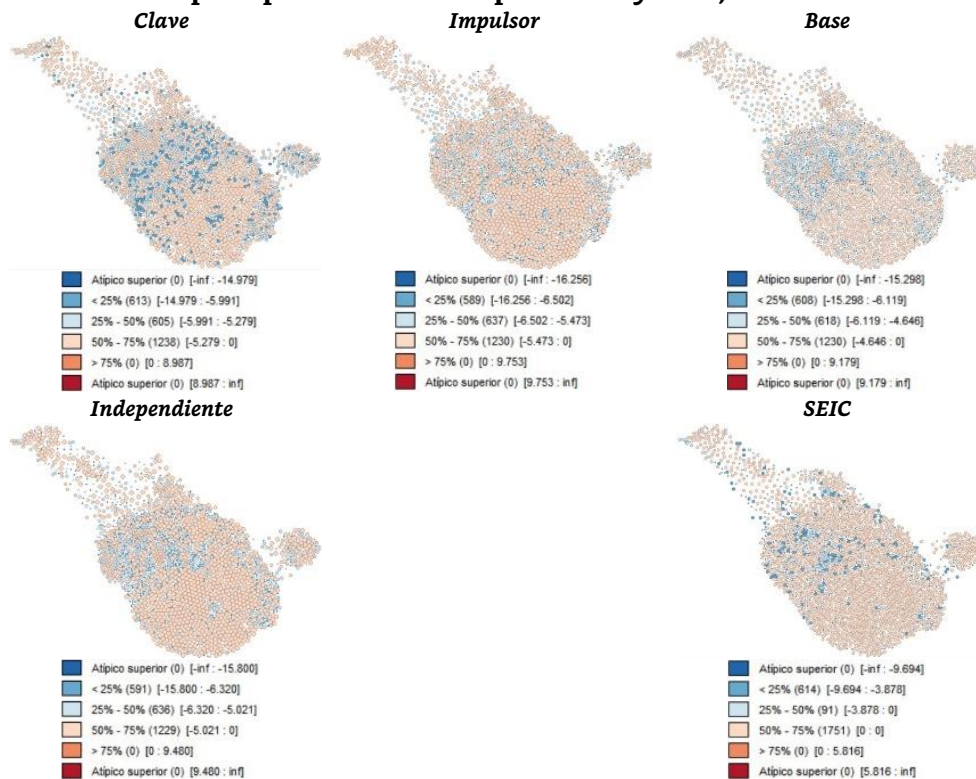 Clave
Impulsor
Base
Atípico superior (0) [-inf : -14.979]
< 25% (613) [-14.979 : -5.991]
25% - 50% (605) [-5.991 : -5.279]
50% - 75% (1238) [-5.279 : 0]
> 75% (0) [0 : 8.987]
Atípico superior (0) [8.987 : inf]
Atípico superior (0) [-inf : -16.256]
< 25% (589) [-16.256 : -6.502]
25% - 50% (637) [-6.502 : -5.473]
50% - 75% (1230) [-5.473 : 0]
> 75% (0) [0 : 9.753]
Atípico superior (0) [9.753 : inf]
Atípico superior (0) [-inf : -15.298]
< 25% (608) [-15.298 : -6.119]
25% - 50% (618) [-6.119 : -4.646]
50% - 75% (1230) [-4.646 : 0]
> 75% (0) [0 : 9.179]
Atípico superior (0) [9.179 : inf]
Independiente
SEIC
Atípico superior (0) [-inf : -15.800]
< 25% (591) [-15.800 : -6.320]
25% - 50% (636) [-6.320 : -5.021]
50% - 75% (1229) [-5.021 : 0]
> 75% (0) [0 : 9.480]
Atípico superior (0) [9.480 : inf]
Atípico superior (0) [-inf : -9.694]
< 25% (614) [-9.694 : -3.878]
25% - 50% (91) [-3.878 : 0]
50% - 75% (1751) [0 : 0]
> 75% (0) [0 : 5.816]
Atípico superior (0) [5.816 : inf]